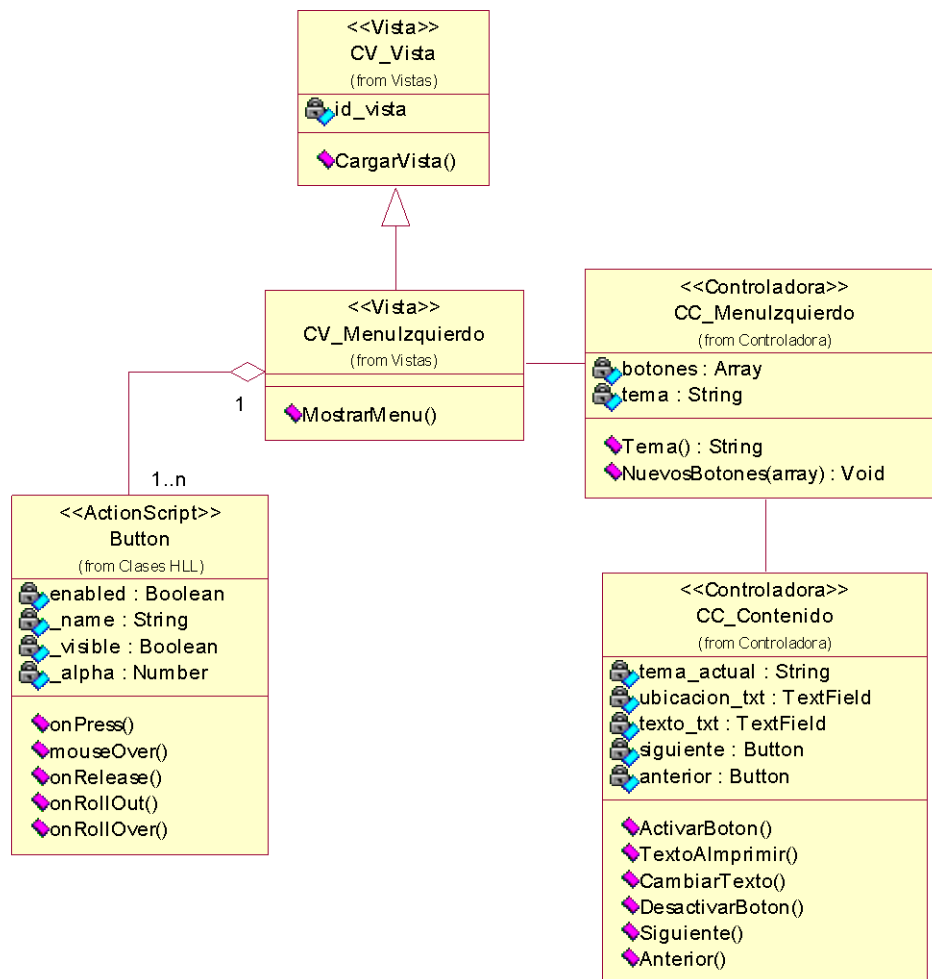 <<Vista>>
CV_Vista
(from Vistas)
id_vista
CargarVista()
<<Vista>>
CV_MenuIzquierdo
(from Vistas)
MostrarMenu()
<<Controladora>>
CC_MenuIzquierdo
(from Controladora)
botones : Array
tema : String
Tema() : String
NuevosBotones(array) : Void
1
1..n
<<ActionScript>>
Button
(from Clases HLL)
enabled : Boolean
_name : String
_visible : Boolean
_alpha : Number
onPress()
mouseOver()
onRelease()
onRollOut()
onRollOver()
<<Controladora>>
CC_Contenido
(from Controladora)
tema_actual : String
ubicacion_txt : TextField
texto_txt : TextField
siguiente : Button
anterior : Button
ActivarBoton()
TextoAImprimir()
CambiarTexto()
DesactivarBoton()
Siguiente()
Anterior()